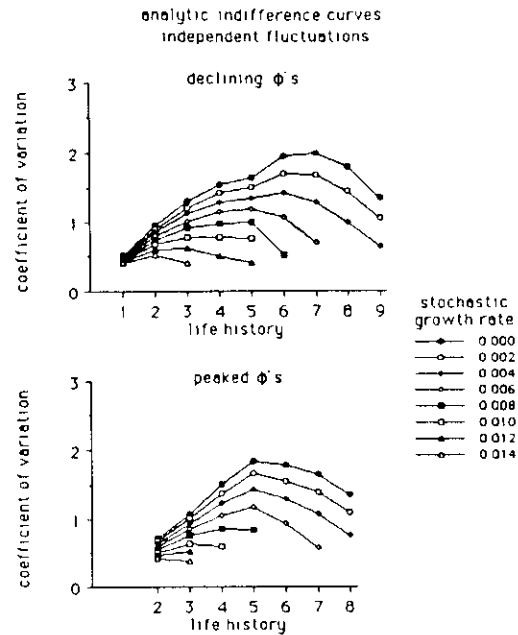 analytic indifference curves
independent fluctuations
declining ϕ's
3
2
1
0
coefficient of variation
1 2 3 4 5 6 7 8 9
life history
stochastic
growth rate
0.000
0.002
0.004
0.006
0.008
0.010
0.012
0.014
peaked ϕ's
3
2
1
0
coefficient of variation
2 3 4 5 6 7 8
life history